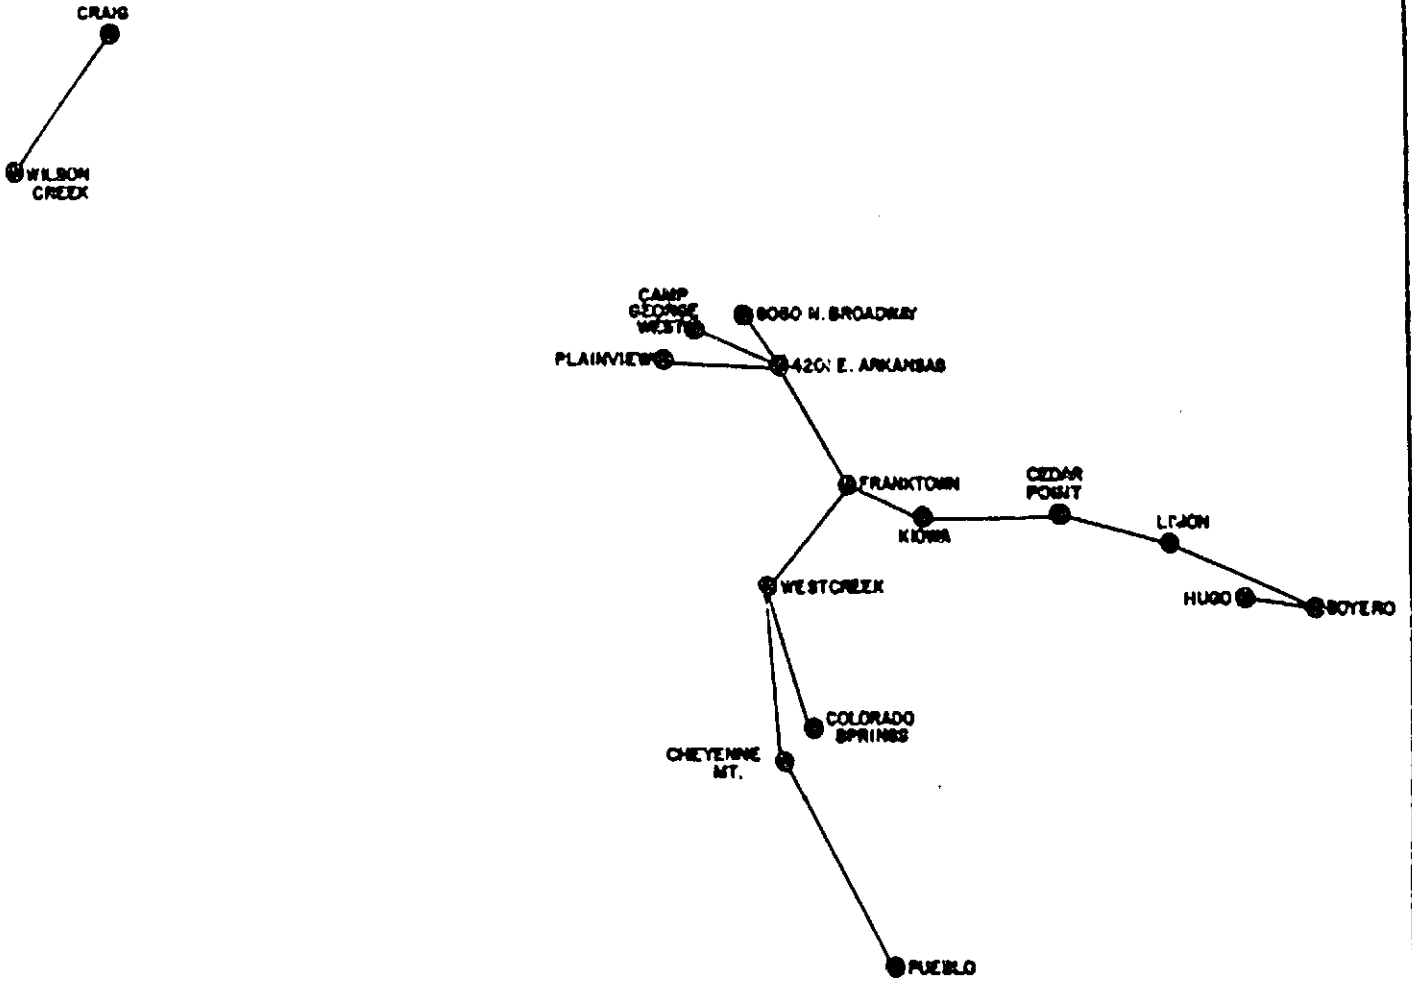 CRAIG
WILSON
CREEK
CAMP
GEORGE
WEST
N. BROADWAY
PLAINVIEW
E. ARKANSAS
FRANKTOWN
CEDAR
POINT
KIOWA
LIMON
WESTCREEK
HUGO
BOYERO
COLORADO
SPRINGS
CHEYENNE
MT.
PUEBLO